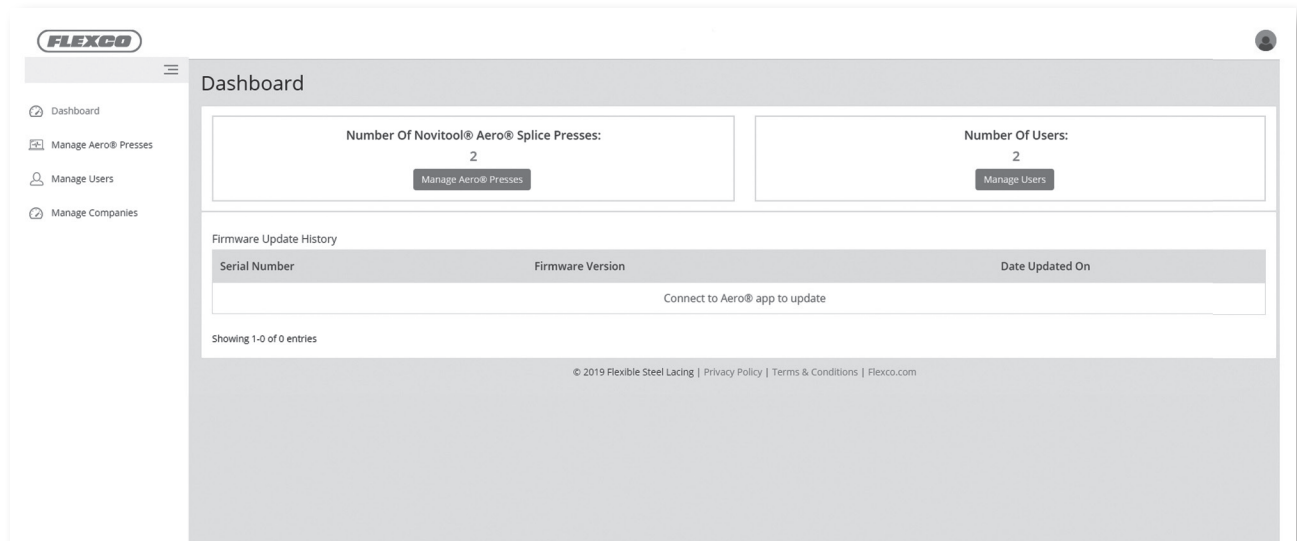 FLEXCO
Dashboard
Dashboard
Manage Aero® Presses
Manage Users
Manage Companies
Number Of Novitool® Aero® Splice Presses:
2
Manage Aero® Presses
Number Of Users:
2
Manage Users
Firmware Update History
Serial Number Firmware Version Date Updated On
Connect to Aero® app to update
Showing 1-0 of 0 entries
© 2019 Flexible Steel Lacing | Privacy Policy | Terms & Conditions | Flexco.com